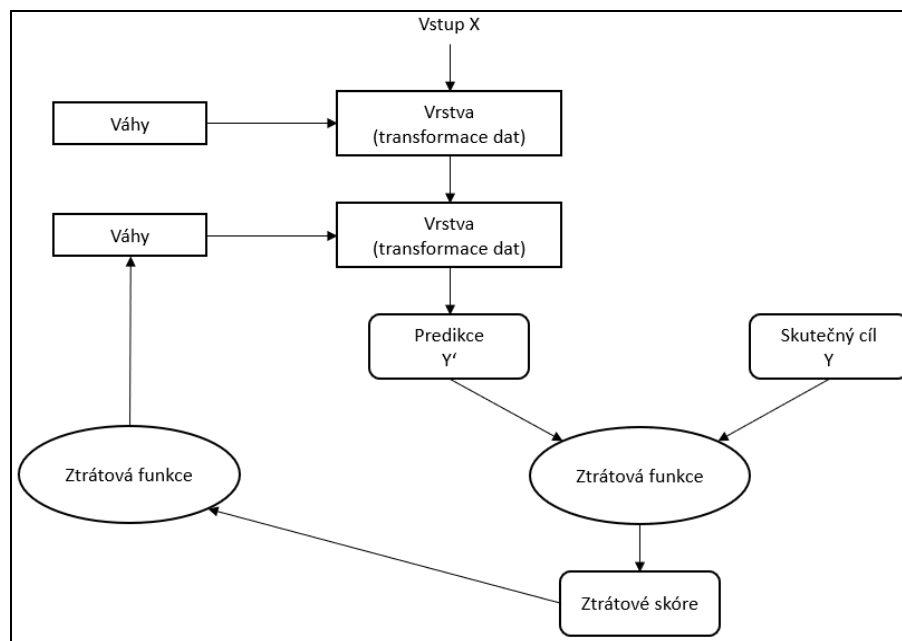 Vstup X
Váhy
Vrstva
(transformace dat)
Váhy
Vrstva
(transformace dat)
Predikce
Y‘
Skutečný cíl
Y
Ztrátová funkce
Ztrátová funkce
Ztrátové skóre